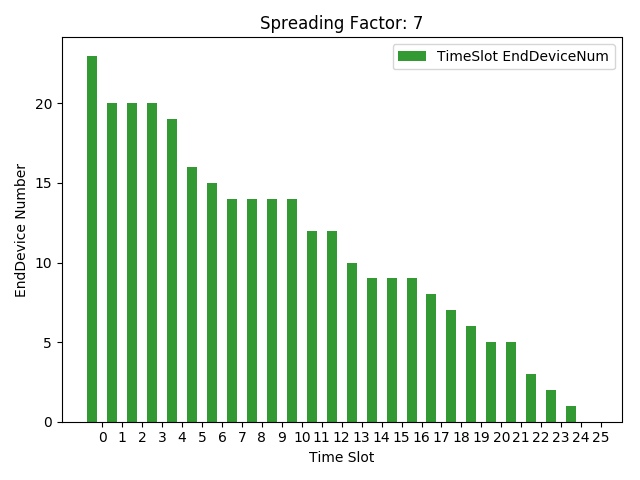 Spreading Factor: 7
TimeSlot EndDeviceNum
EndDevice Number
20
15
10
5
0
0 1 2 3 4 5 6 7 8 9 10 11 12 13 14 15 16 17 18 19 20 21 22 23 24 25
Time Slot